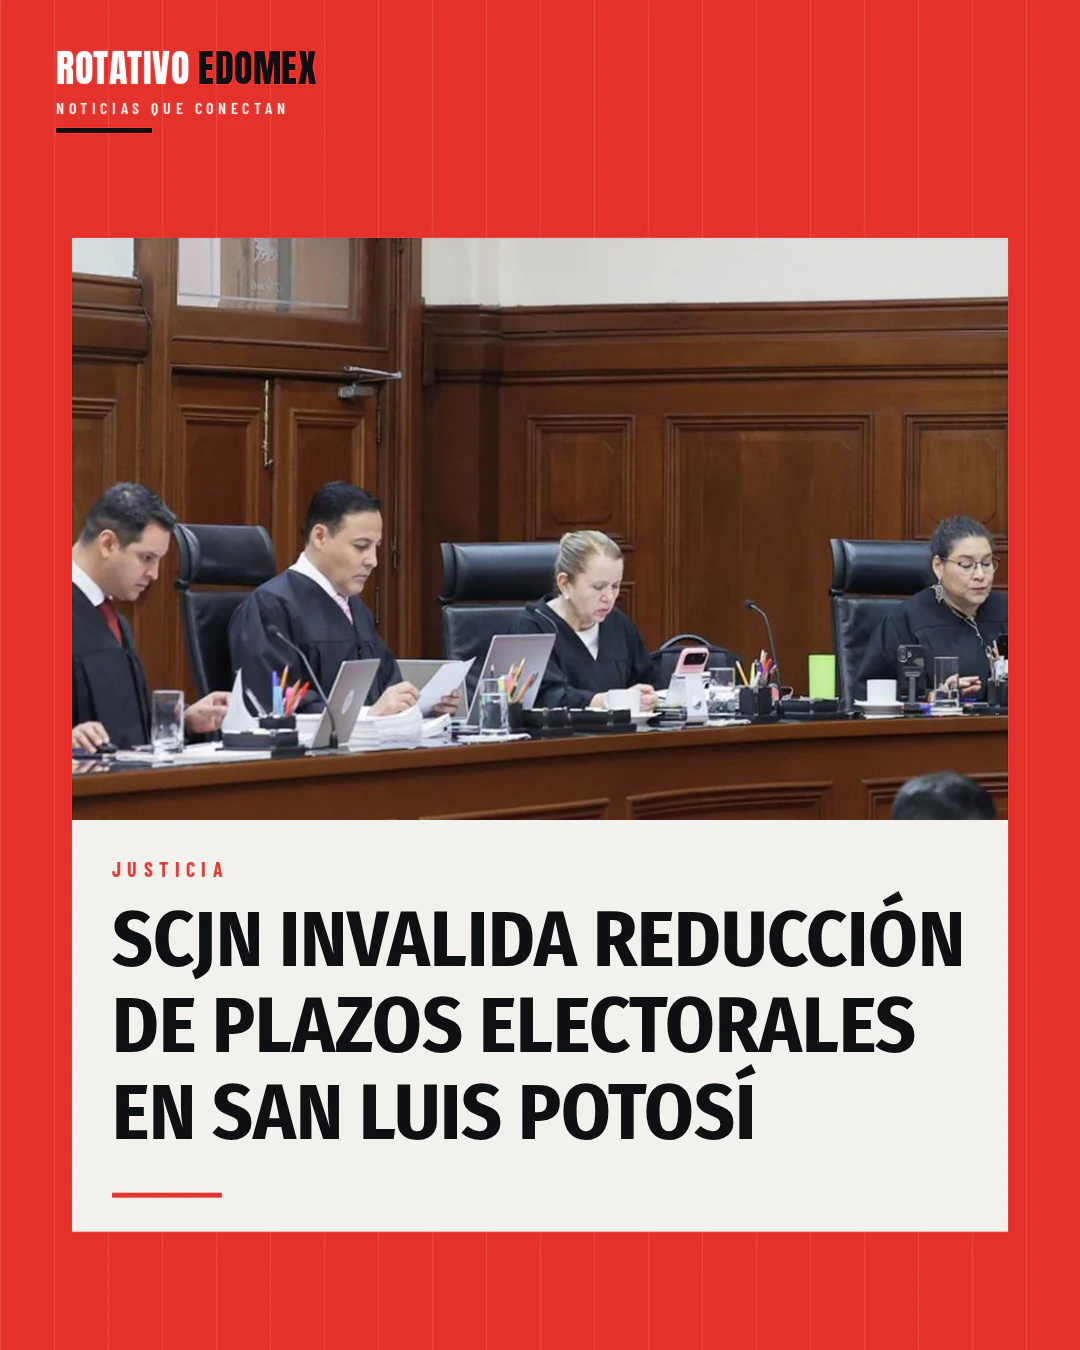 ROTATIVO EDOMEX
NOTICIAS QUE CONECTAN
JUSTICIA
SCJN INVALIDA REDUCCIÓN
DE PLAZOS ELECTORALES
EN SAN LUIS POTOSÍ